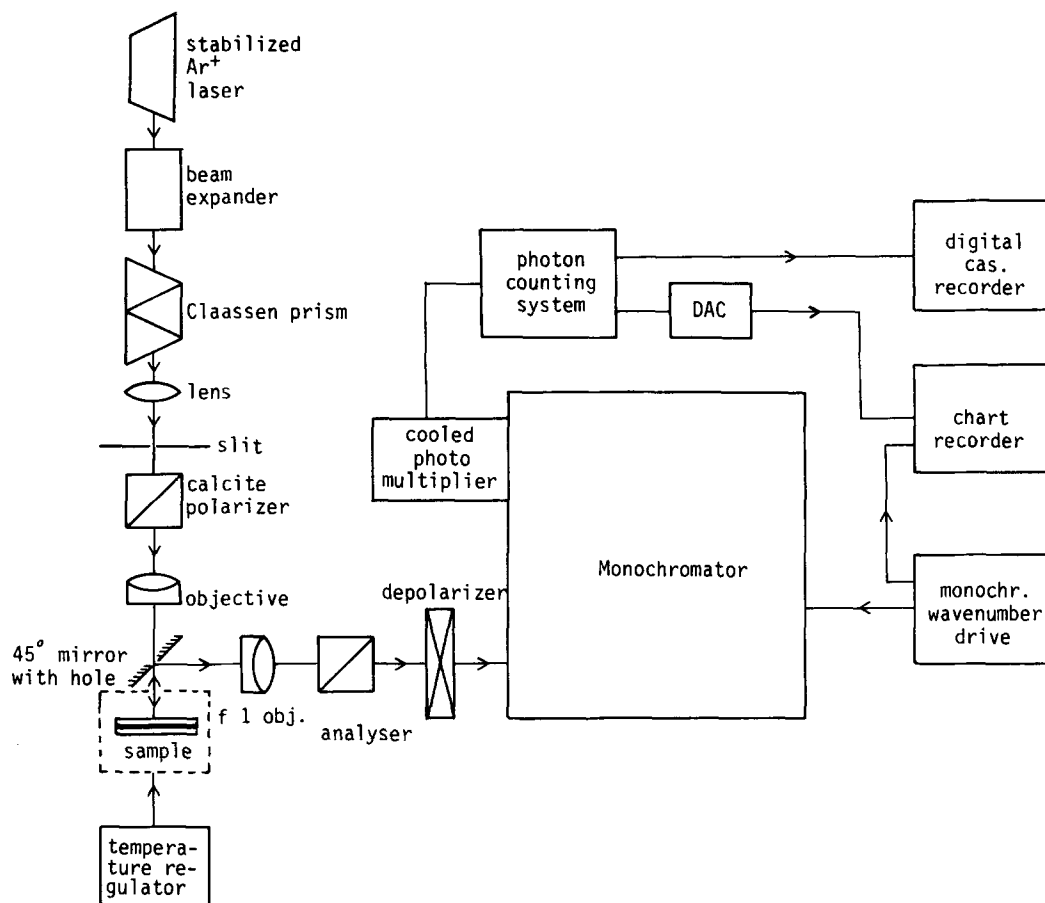 stabilized
Ar+
laser
beam
expander
Claassen prism
lens
slit
calcite
polarizer
objective
45° mirror
with hole
f 1 obj.
analyser
depolarizer
sample
tempera-
ture re-
gulator
Monochromator
cooled
photo
multiplier
photon
counting
system
DAC
digital
cas.
recorder
chart
recorder
monochr.
wavenumber
drive